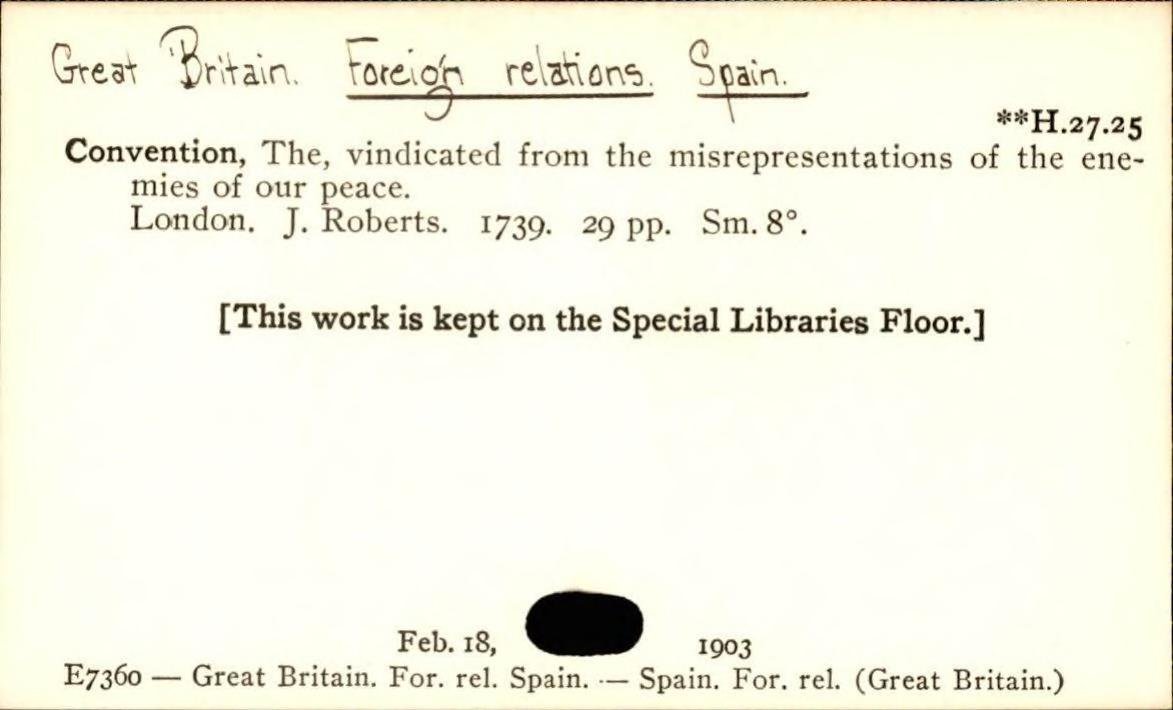 Great Britain. Foreign relations. Spain.
**H.27.25
Convention, The, vindicated from the misrepresentations of the ene-
mies of our peace.
London. J. Roberts. 1739. 29 pp. Sm. 8°.
[This work is kept on the Special Libraries Floor.]
Feb. 18, 1903
E7360 — Great Britain. For. rel. Spain. — Spain. For. rel. (Great Britain.)